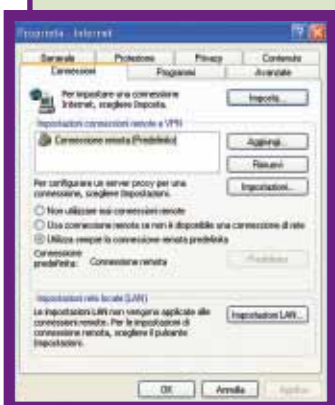 Proprietà - Internet
Generale Protezione Privacy Contenuto
Connessioni Programmi Avanzate
Per impostare una connessione
Internet, scegliere Imposta.
Imposta...
Impostazioni connessioni remote e VPN
Connessione remota (Predefinito)
Aggiungi...
Rimuovi
Per configurare un server proxy per una
connessione, scegliere Impostazioni.
Impostazioni...
Non utilizzare mai connessioni remote
Usa connessione remota se non è disponibile una connessione di rete
Utilizza sempre la connessione remota predefinita
Connessione
predefinita: Connessione remota
Predefinita
Impostazioni rete locale (LAN)
Le impostazioni LAN non vengono applicate alle
connessioni remote. Per le impostazioni di
connessione remota, scegliere il pulsante
Impostazioni.
Impostazioni LAN...
OK Annulla Applica